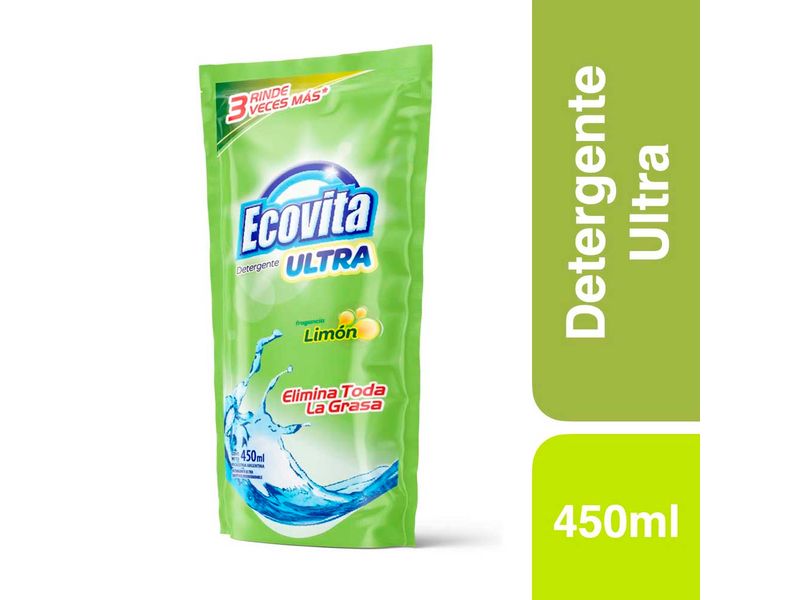 3 RINDE
VECES MÁS*
Ecovita
Detergente ULTRA
fragancia
Limón
Elimina Toda
La Grasa
450ml
Detergente
Ultra
450ml